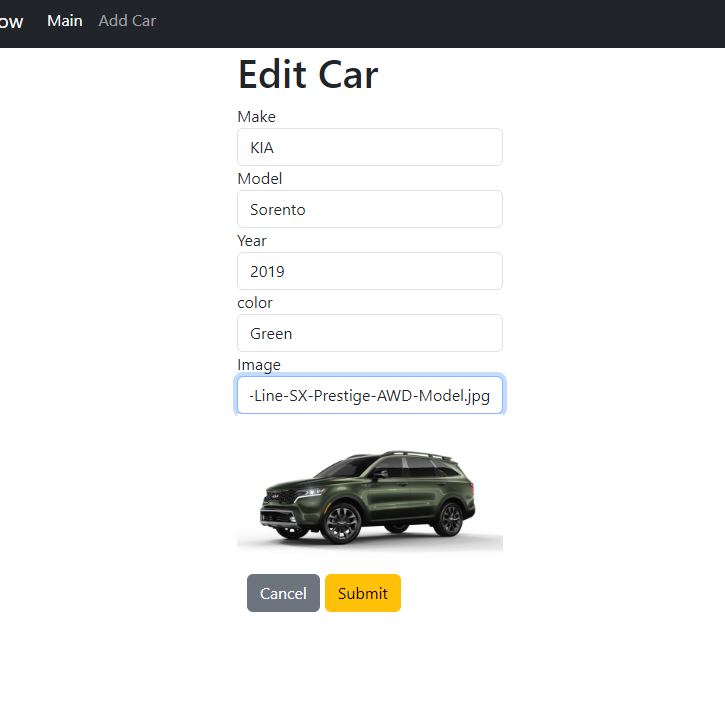 ow Main Add Car
Edit Car
Make
KIA
Model
Sorento
Year
2019
color
Green
Image
-Line-SX-Prestige-AWD-Model.jpg
Cancel Submit